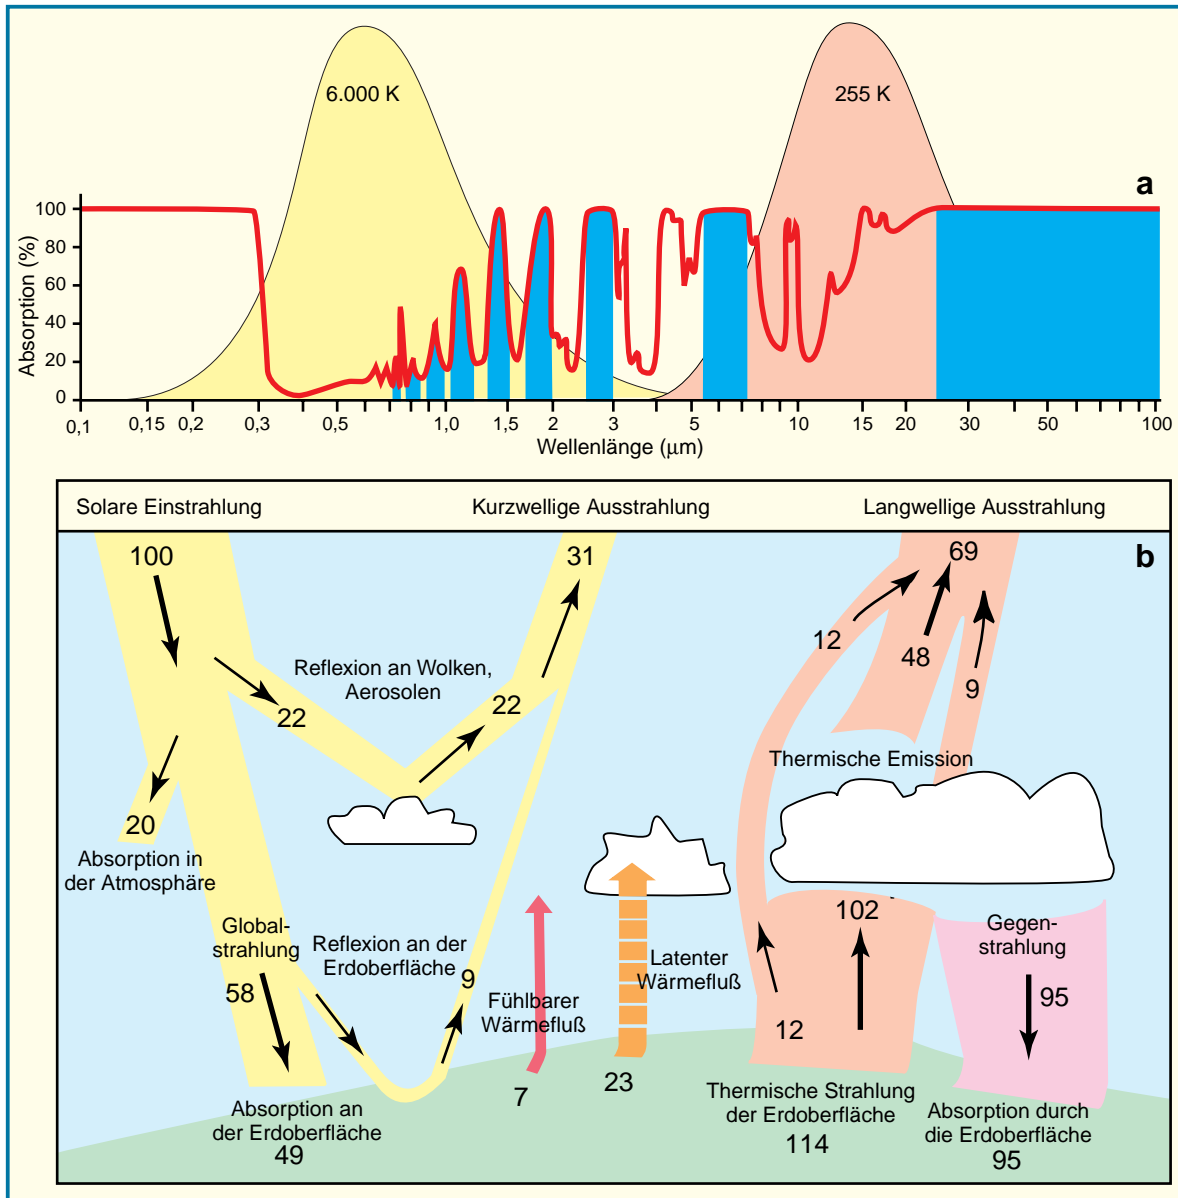 6.000 K
255 K
a
Absorption (%)
100
80
60
40
20
0
0,1
0,15
0,2
0,3
0,5
1,0
1,5
2
3
5
10
15
20
30
50
100
Wellenlänge (μm)
Solare Einstrahlung
Kurzwellige Ausstrahlung
Langwellige Ausstrahlung
b
100
31
69
12
48
9
Reflexion an Wolken,
Aerosolen
22
22
Thermische Emission
20
Absorption in
der Atmosphäre
Global-
strahlung
58
Reflexion an der
Erdoberfläche
9
Fühlbarer
Wärmefluß
7
Latenter
Wärmefluß
23
102
12
Gegen-
strahlung
95
Absorption an
der Erdoberfläche
49
Thermische Strahlung
der Erdoberfläche
114
Absorption durch
die Erdoberfläche
95